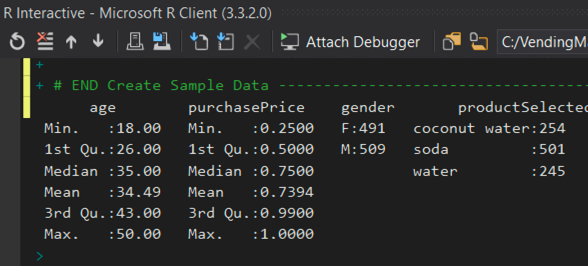 R Interactive - Microsoft R Client (3.3.2.0)
Attach Debugger C:/VendingMa
+
+ # END Create Sample Data -----------------------------------
age purchasePrice gender productSelected
Min. :18.00 Min. :0.2500 F:491 coconut water:254
1st Qu.:26.00 1st Qu.:0.5000 M:509 soda :501
Median :35.00 Median :0.7500 water :245
Mean :34.49 Mean :0.7394
3rd Qu.:43.00 3rd Qu.:0.9900
Max. :50.00 Max. :1.0000
>